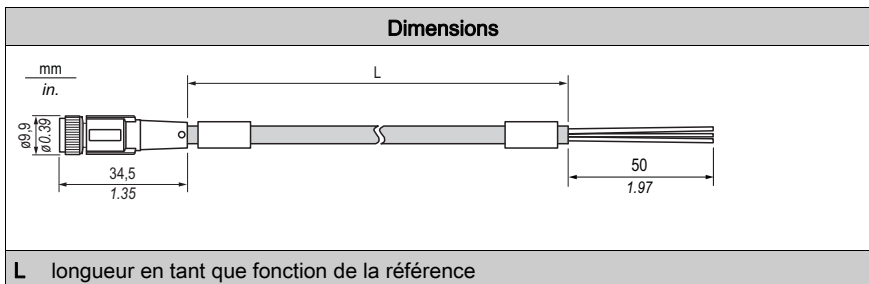 Dimensions
mm
in.
L
ø9,9
ø0.39
34,5
1.35
50
1.97
L longueur en tant que fonction de la référence